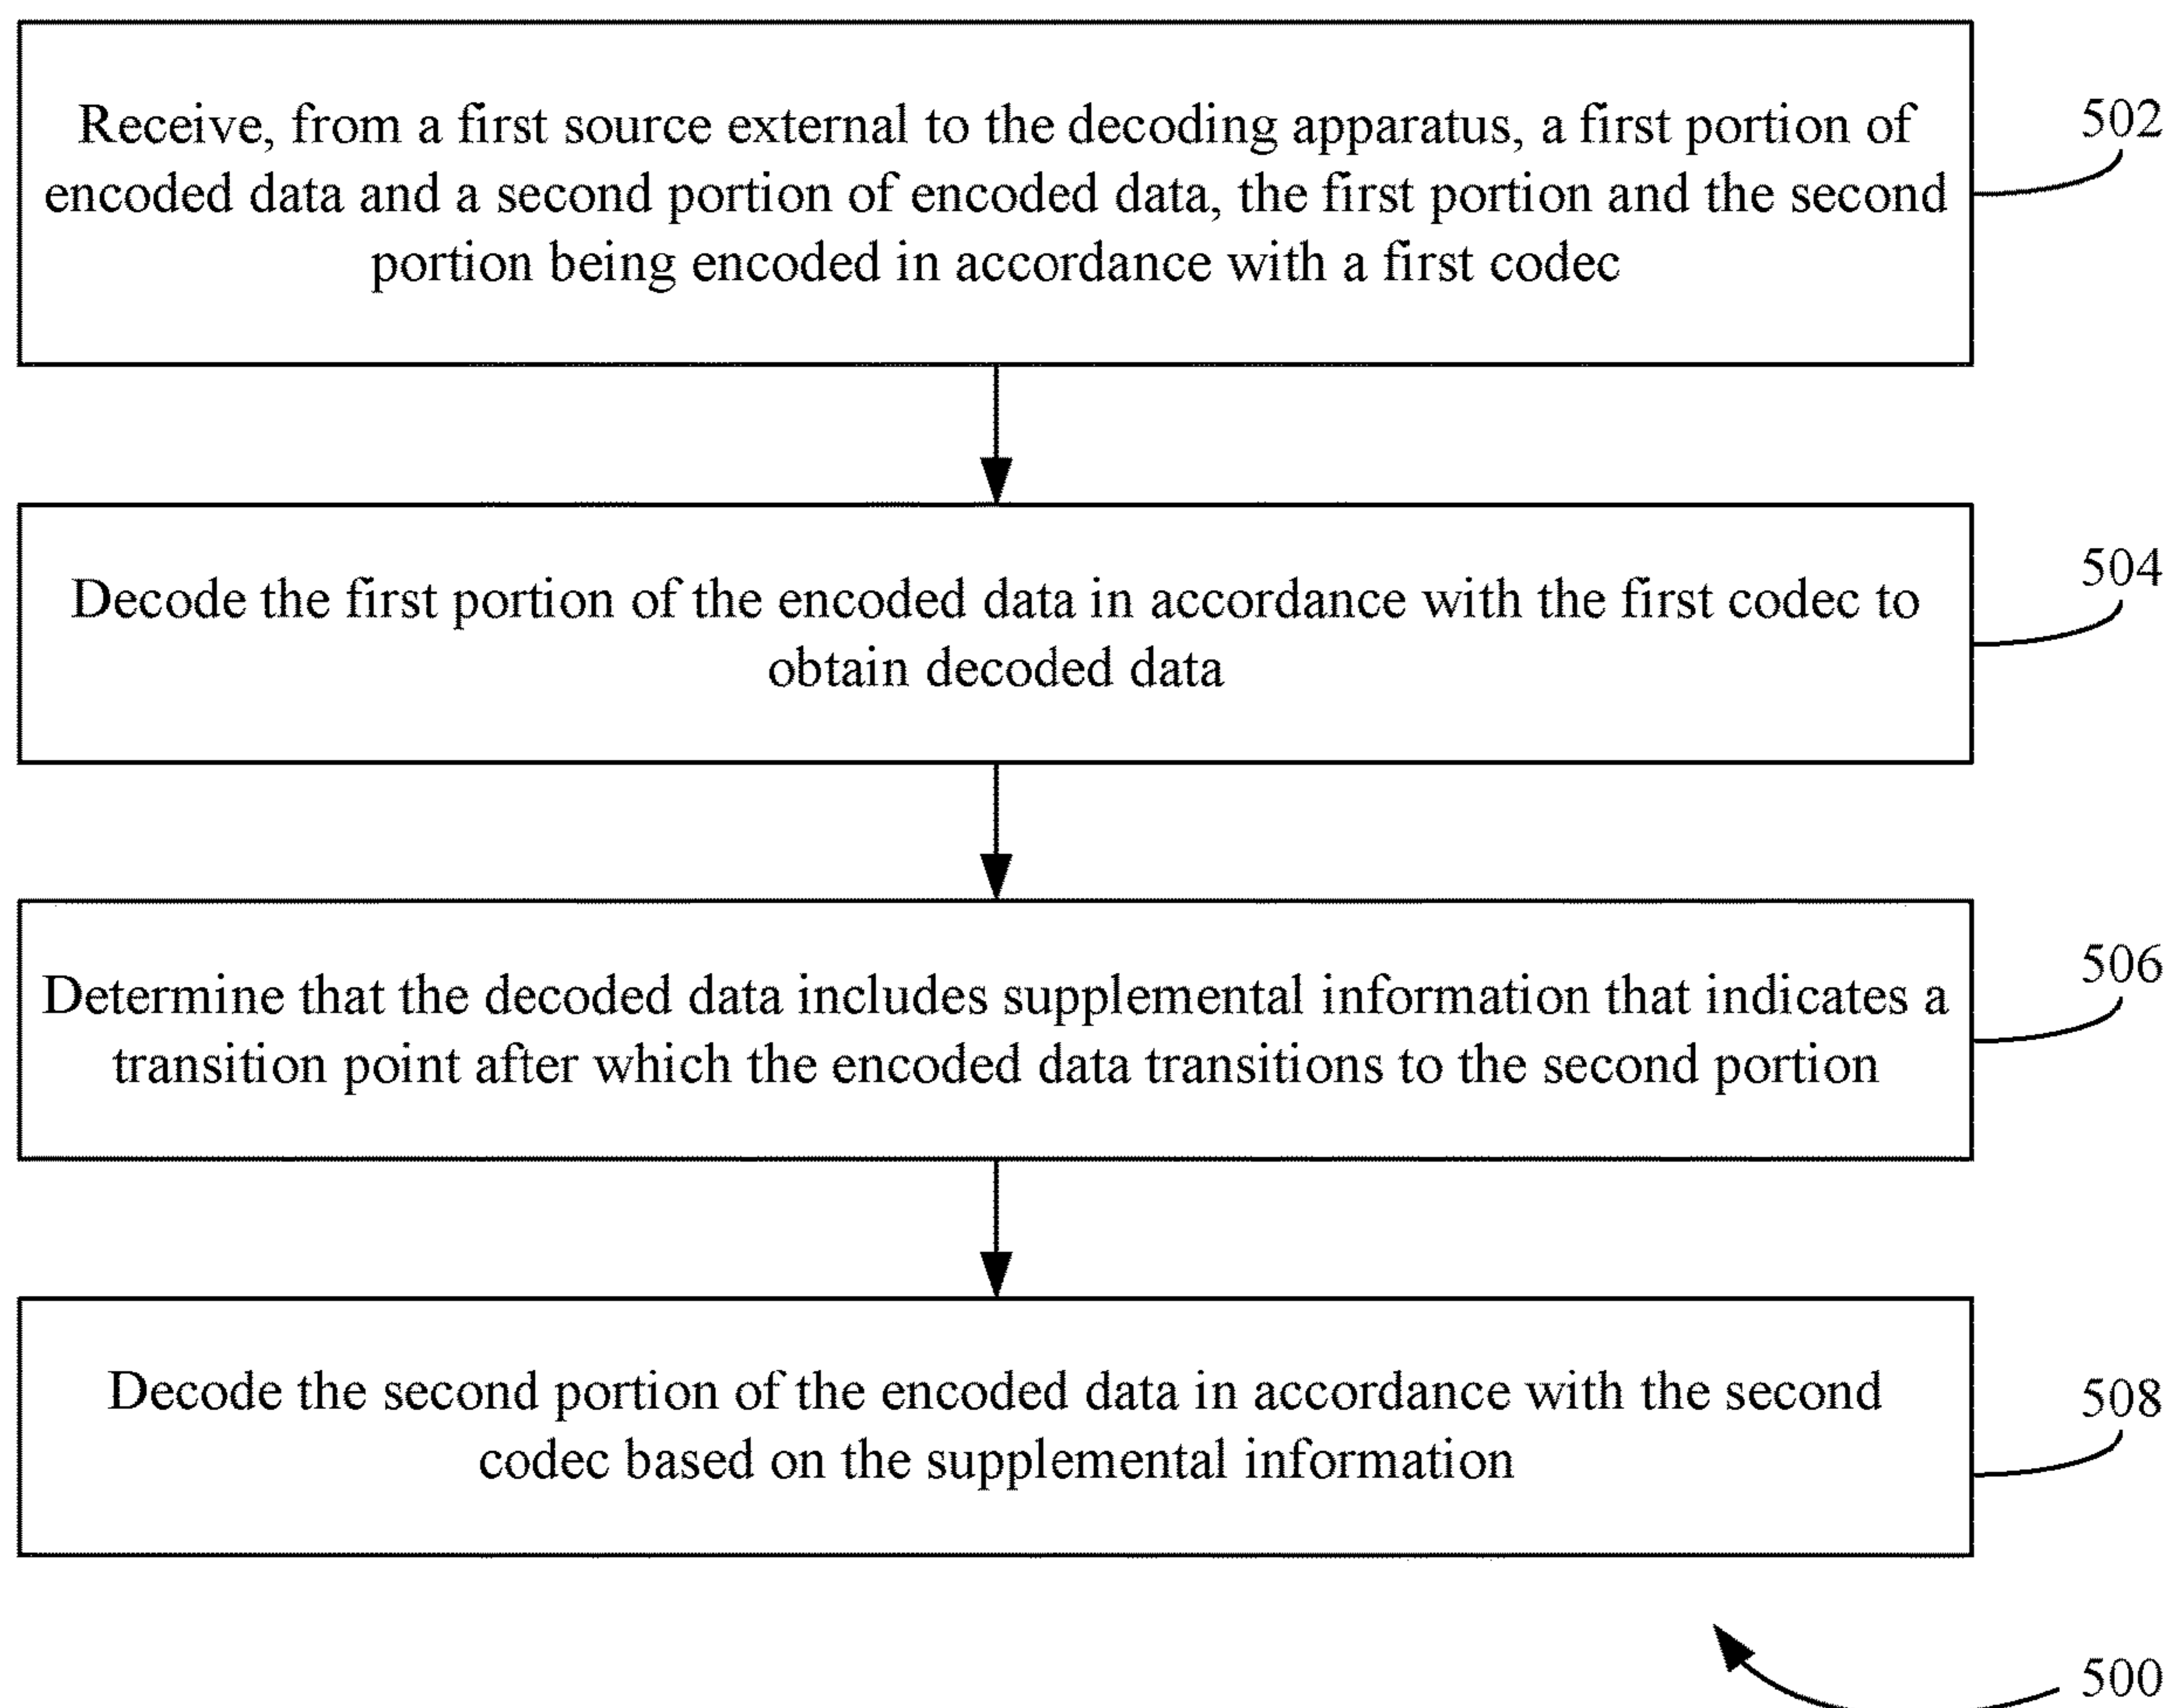 Receive, from a first source external to the decoding apparatus, a first portion of
encoded data and a second portion of encoded data, the first portion and the second
portion being encoded in accordance with a first codec
502
Decode the first portion of the encoded data in accordance with the first codec to
obtain decoded data
504
Determine that the decoded data includes supplemental information that indicates a
transition point after which the encoded data transitions to the second portion
506
Decode the second portion of the encoded data in accordance with the second
codec based on the supplemental information
508
500